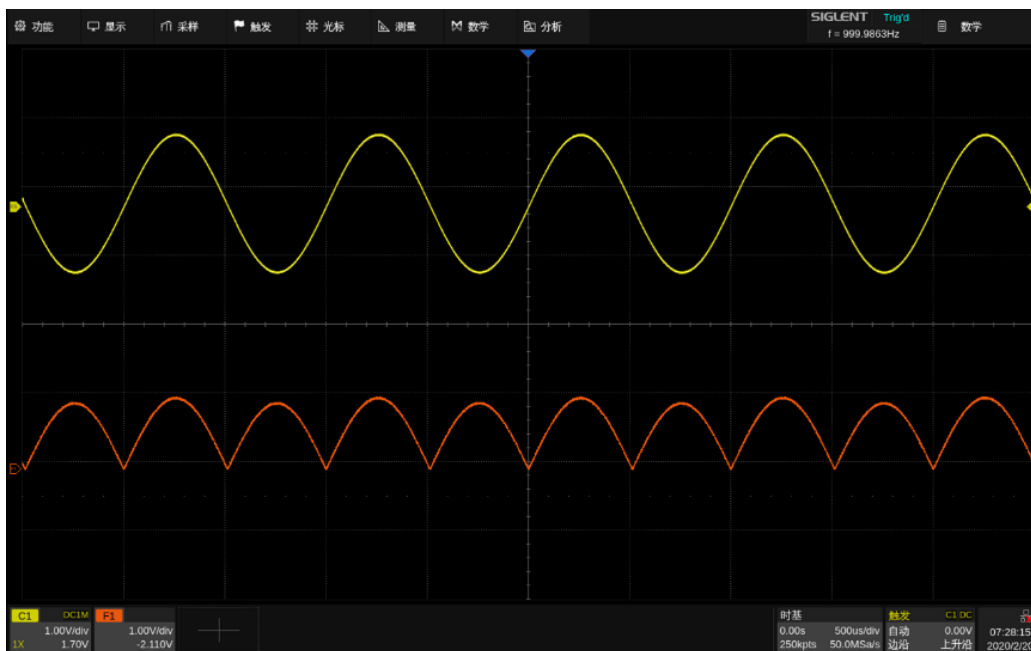 功能 显示 采样 触发 光标 测量 数学 分析
SIGLENT Trig'd
f = 999.9863Hz
数学
C1 DC1M
1.00V/div
1X 1.70V
F1
1.00V/div
-2.110V
时基
0.00s 500us/div
250kpts 50.0MSa/s
触发 C1 DC
自动 0.00V
边沿 上升沿
07:28:15